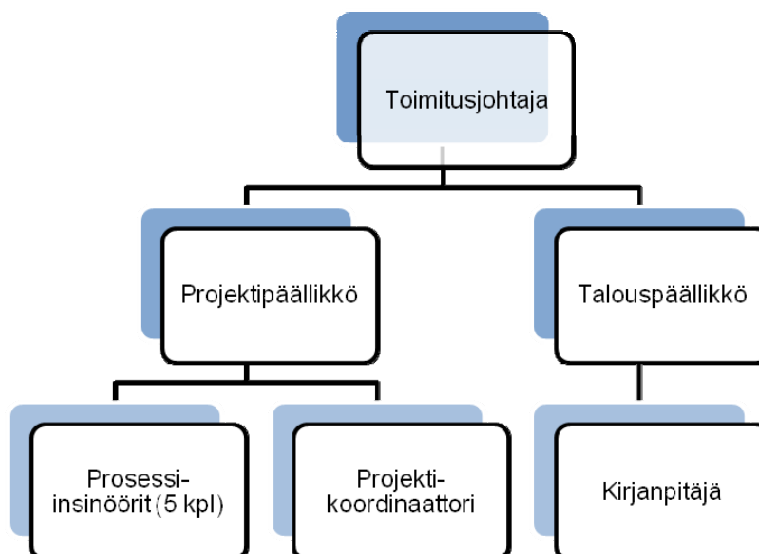 Toimitusjohtaja
Projektipäällikkö
Talouspäällikkö
Prosessi-
insinöörit (5 kpl)
Projekti-
koordinaattori
Kirjanpitäjä